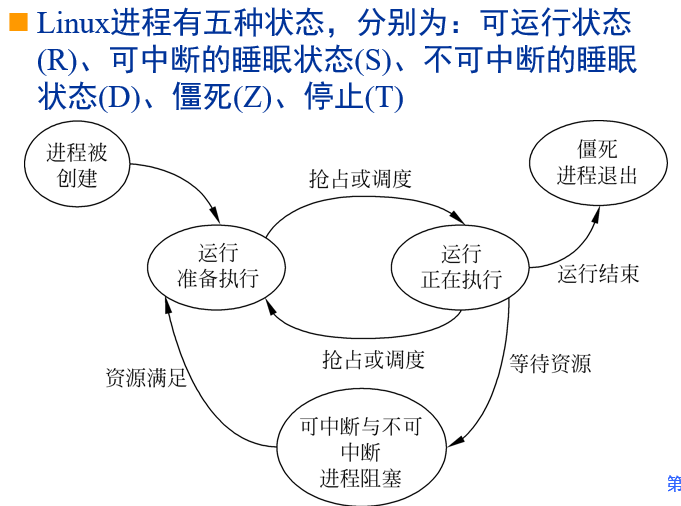 Linux进程有五种状态，分别为：可运行状态
(R)、可中断的睡眠状态(S)、不可中断的睡眠
状态(D)、僵死(Z)、停止(T)
进程被
创建
僵死
进程退出
抢占或调度
运行
准备执行
运行
正在执行
运行结束
抢占或调度
等待资源
资源满足
可中断与不可
中断
进程阻塞
第